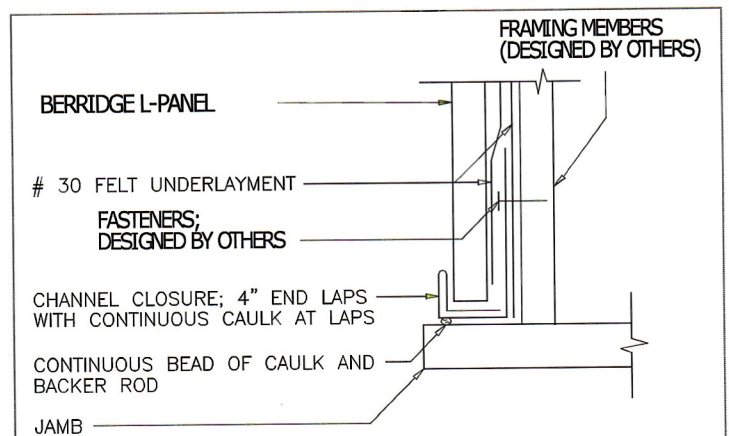 FRAMING MEMBERS
(DESIGNED BY OTHERS)
BERRIDGE L-PANEL
# 30 FELT UNDERLAYMENT
FASTENERS;
DESIGNED BY OTHERS
CHANNEL CLOSURE; 4" END LAPS
WITH CONTINUOUS CAULK AT LAPS
CONTINUOUS BEAD OF CAULK AND
BACKER ROD
JAMB